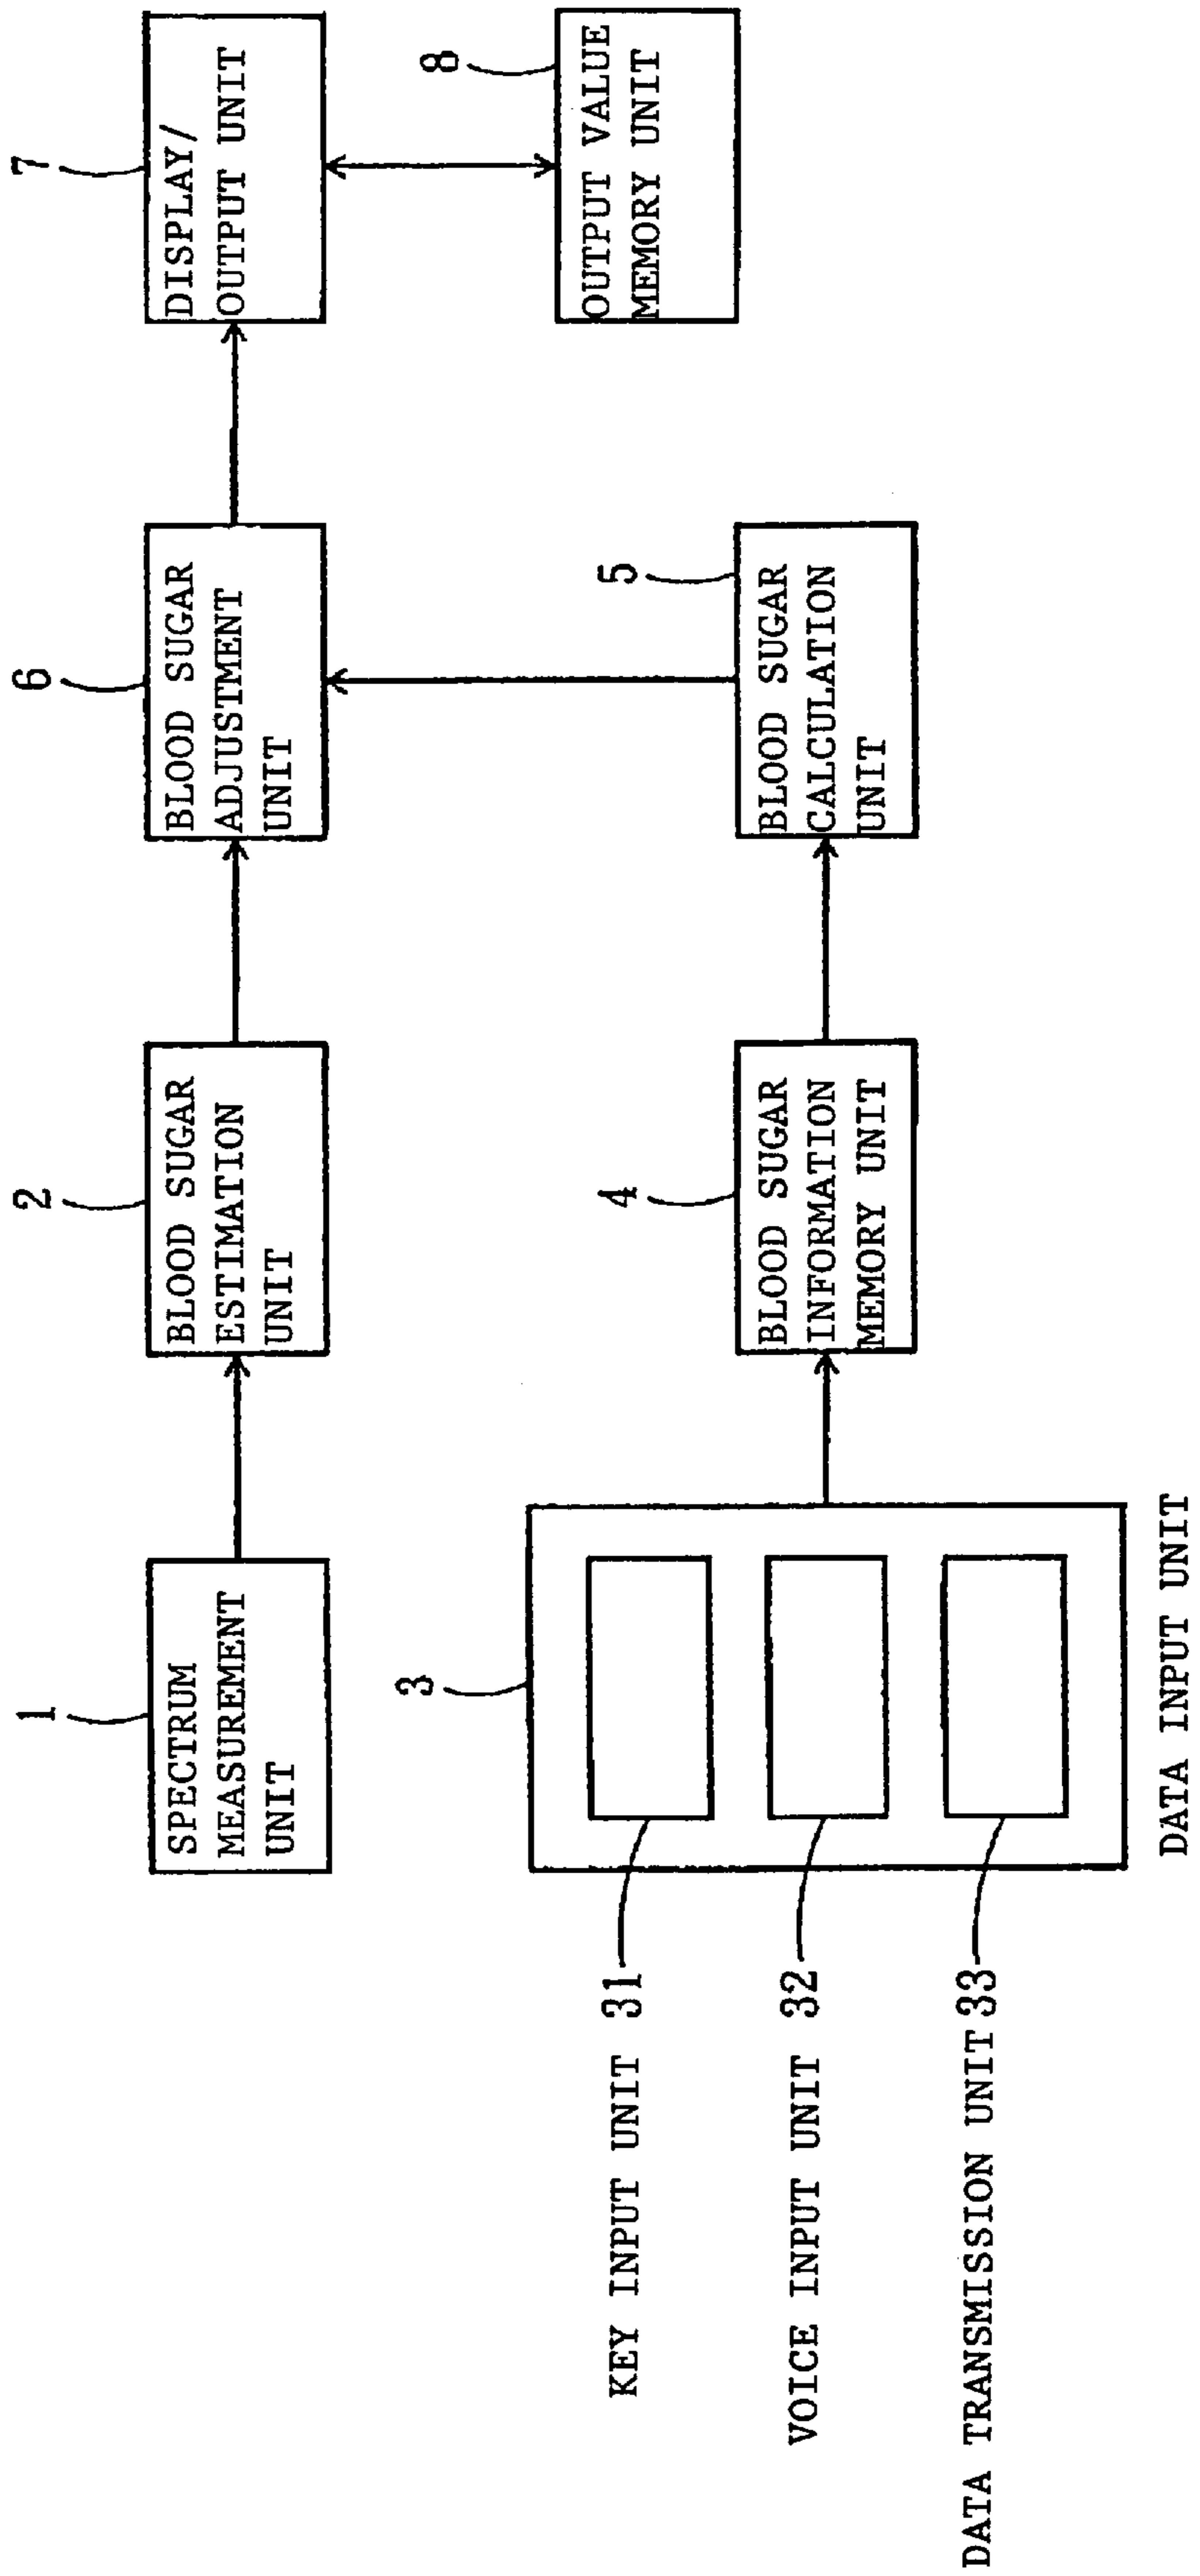 1
SPECTRUM
MEASUREMENT
UNIT
2
BLOOD SUGAR
ESTIMATION
UNIT
6
BLOOD SUGAR
ADJUSTMENT
UNIT
7
DISPLAY/
OUTPUT UNIT
8
OUTPUT VALUE
MEMORY UNIT
3
KEY INPUT UNIT 31
VOICE INPUT UNIT 32
DATA TRANSMISSION UNIT 33
DATA INPUT UNIT
4
BLOOD SUGAR
INFORMATION
MEMORY UNIT
5
BLOOD SUGAR
CALCULATION
UNIT